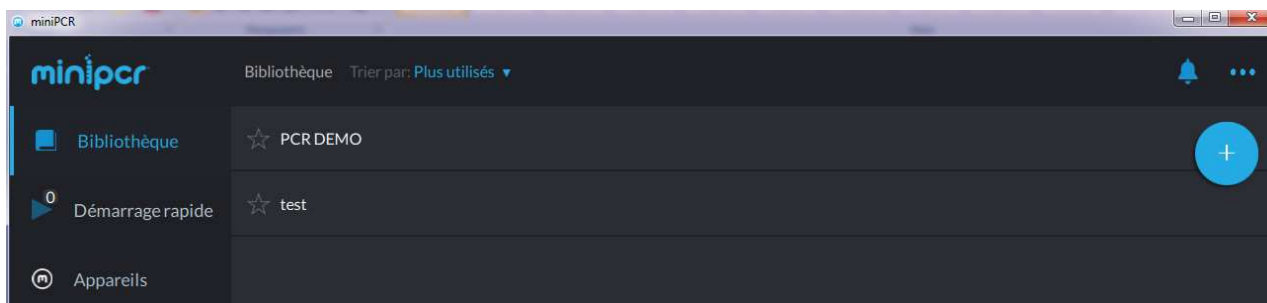 miniPCR
minipcr
Bibliothèque Trier par: Plus utilisés ▼
Bibliothèque
PCR DEMO
+
0
Démarrage rapide
test
m Appareils